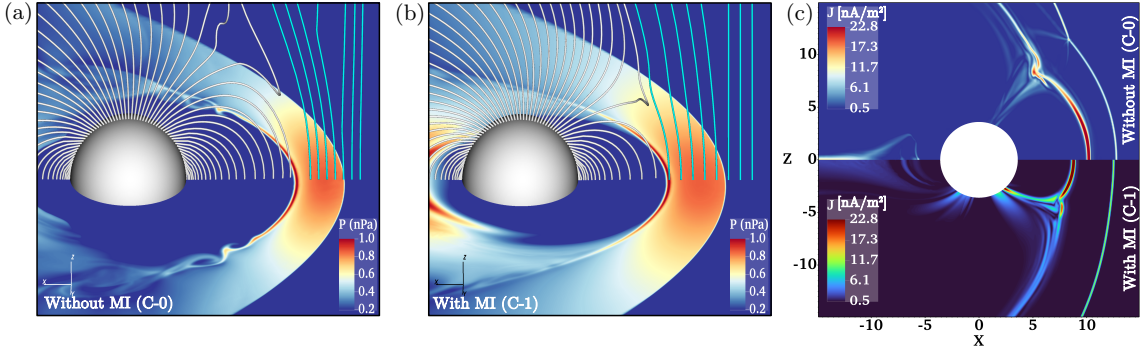 (a)
P (nPa)
1.0
0.8
0.6
0.4
0.2
z
Without MI (C-0)
(b)
P (nPa)
1.0
0.8
0.6
0.4
0.2
z
With MI (C-1)
(c)
J [nA/m²]
22.8
17.3
11.7
6.1
0.5
Without MI (C-0)
10
5
Z 0
-5
-10
J [nA/m²]
22.8
17.3
11.7
6.1
0.5
With MI (C-1)
-10 -5 0 5 10
X